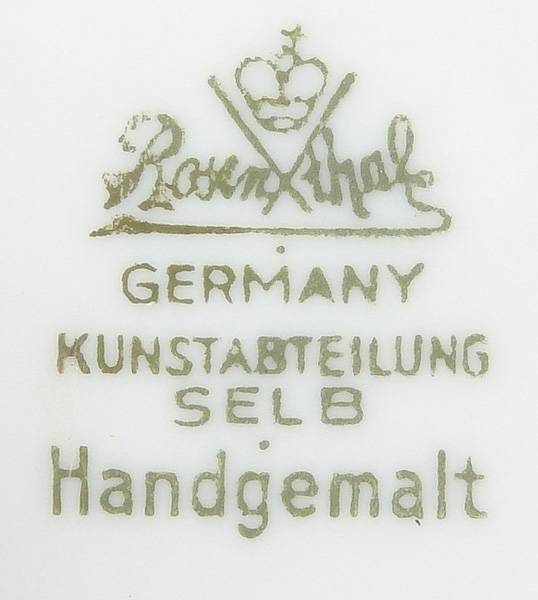 Rosenthal
GERMANY
KUNSTABTEILUNG
SELB
Handgemalt